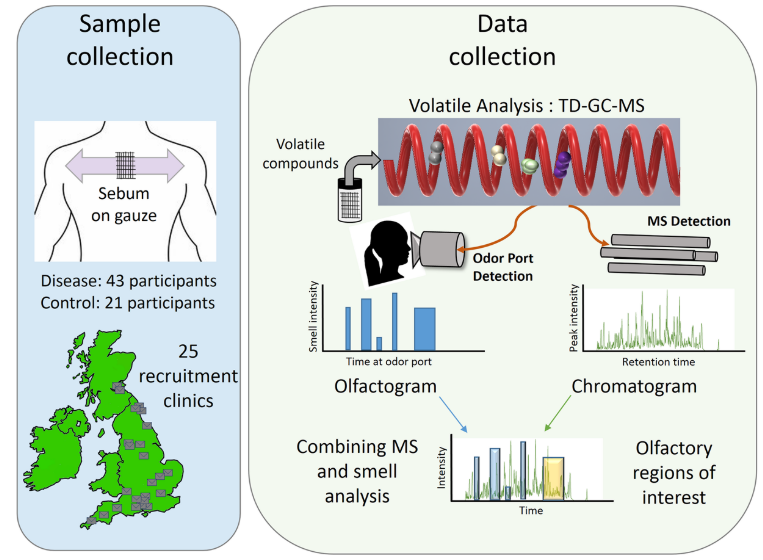 Sample
collection
Sebum
on gauze
Disease: 43 participants
Control: 21 participants
25
recruitment
clinics
Data
collection
Volatile Analysis : TD-GC-MS
Volatile
compounds
Odor Port
Detection
MS Detection
Smell intensity
Time at odor port
Olfactogram
Peak intensity
Retention time
Chromatogram
Combining MS
and smell
analysis
Intensity
Time
Olfactory
regions of
interest